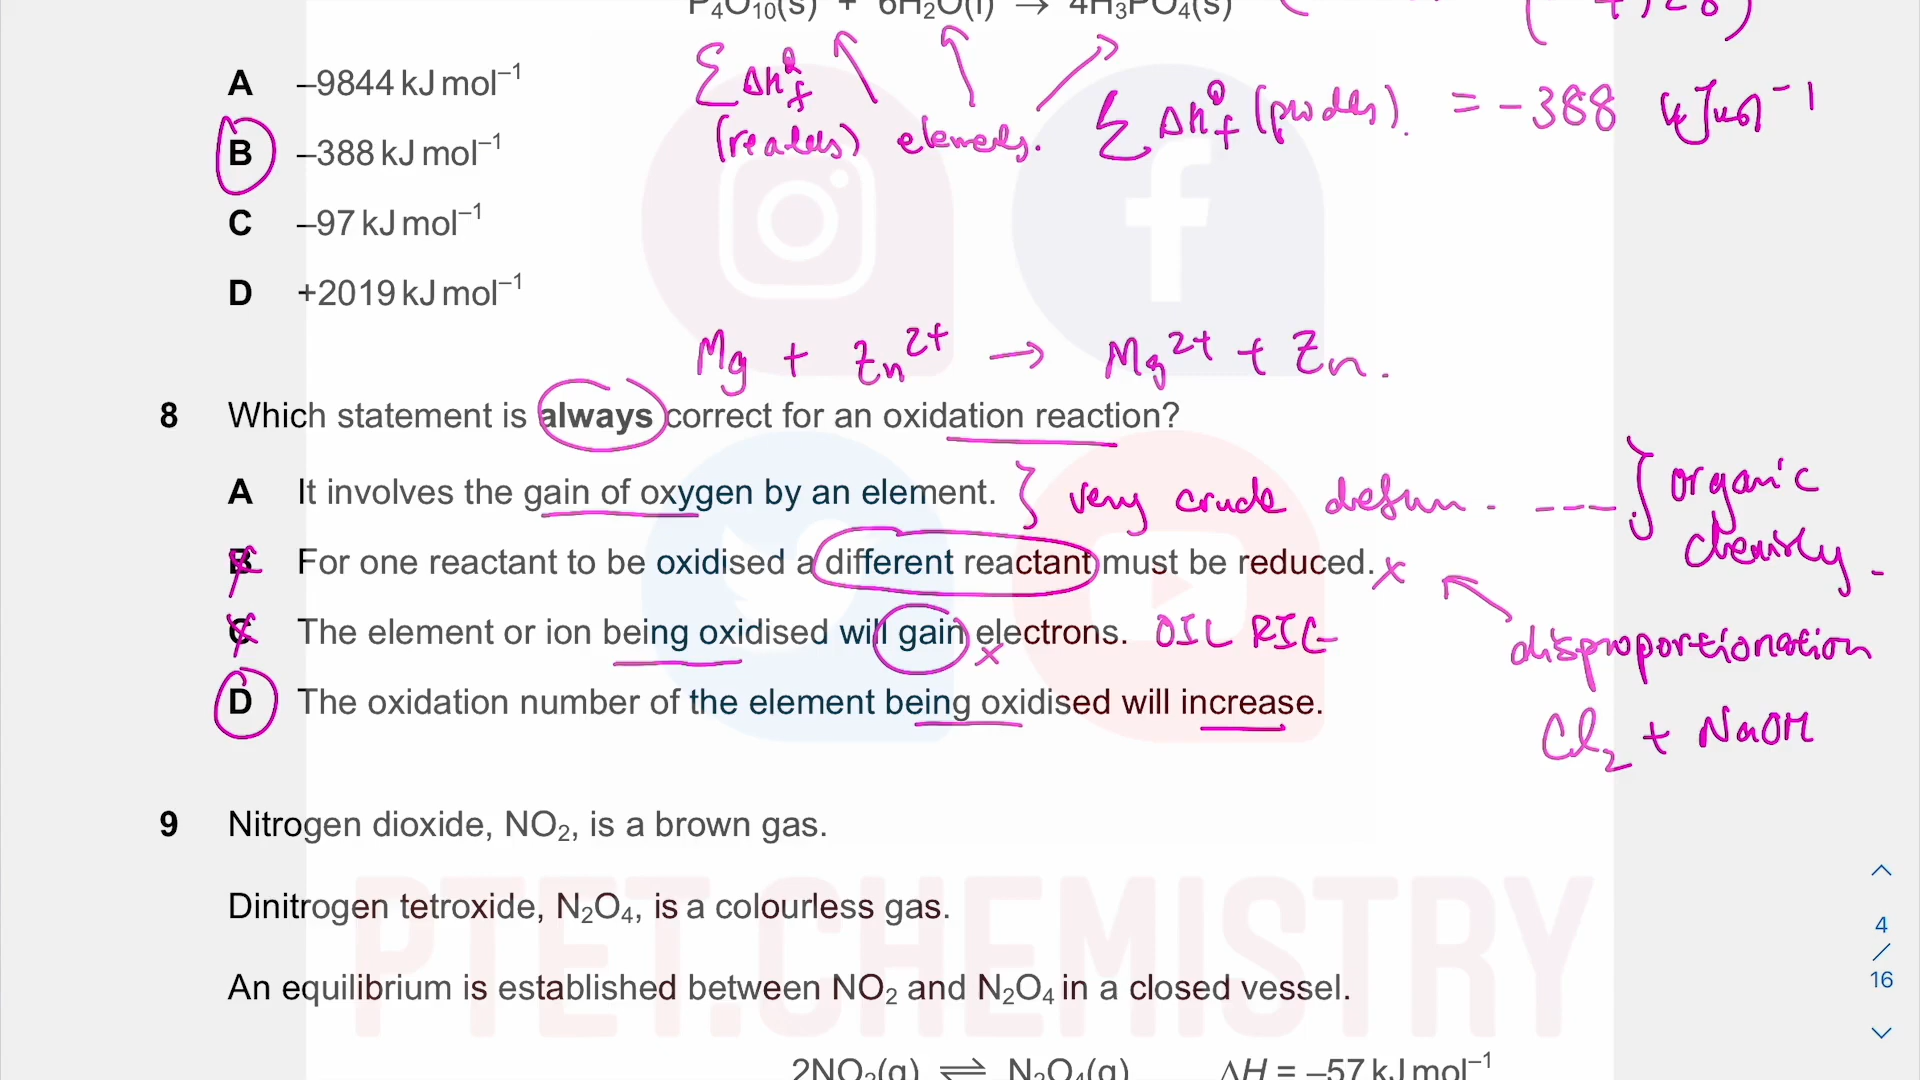 P₄O₁₀(s) + 6H₂O(l) → 4H₃PO₄(s)
A –9844 kJ mol⁻¹
B –388 kJ mol⁻¹
C –97 kJ mol⁻¹
D +2019 kJ mol⁻¹
elements.
= -388 kJmol⁻¹
Mg + Zn²⁺ → Mg²⁺ + Zn.
8 Which statement is always correct for an oxidation reaction?
A It involves the gain of oxygen by an element. } very crude defn. ---- } organic
chemistry.
B For one reactant to be oxidised a different reactant must be reduced. x
C The element or ion being oxidised will gain electrons. OIL RIG
x
disproportionation
D The oxidation number of the element being oxidised will increase.
Cl₂ + NaOH
9 Nitrogen dioxide, NO₂, is a brown gas.
Dinitrogen tetroxide, N₂O₄, is a colourless gas.
An equilibrium is established between NO₂ and N₂O₄ in a closed vessel.
2NO₂(g) ⇌ N₂O₄(g) ΔH = –57 kJ mol⁻¹
PTET.CHEMISTRY
4
/
16